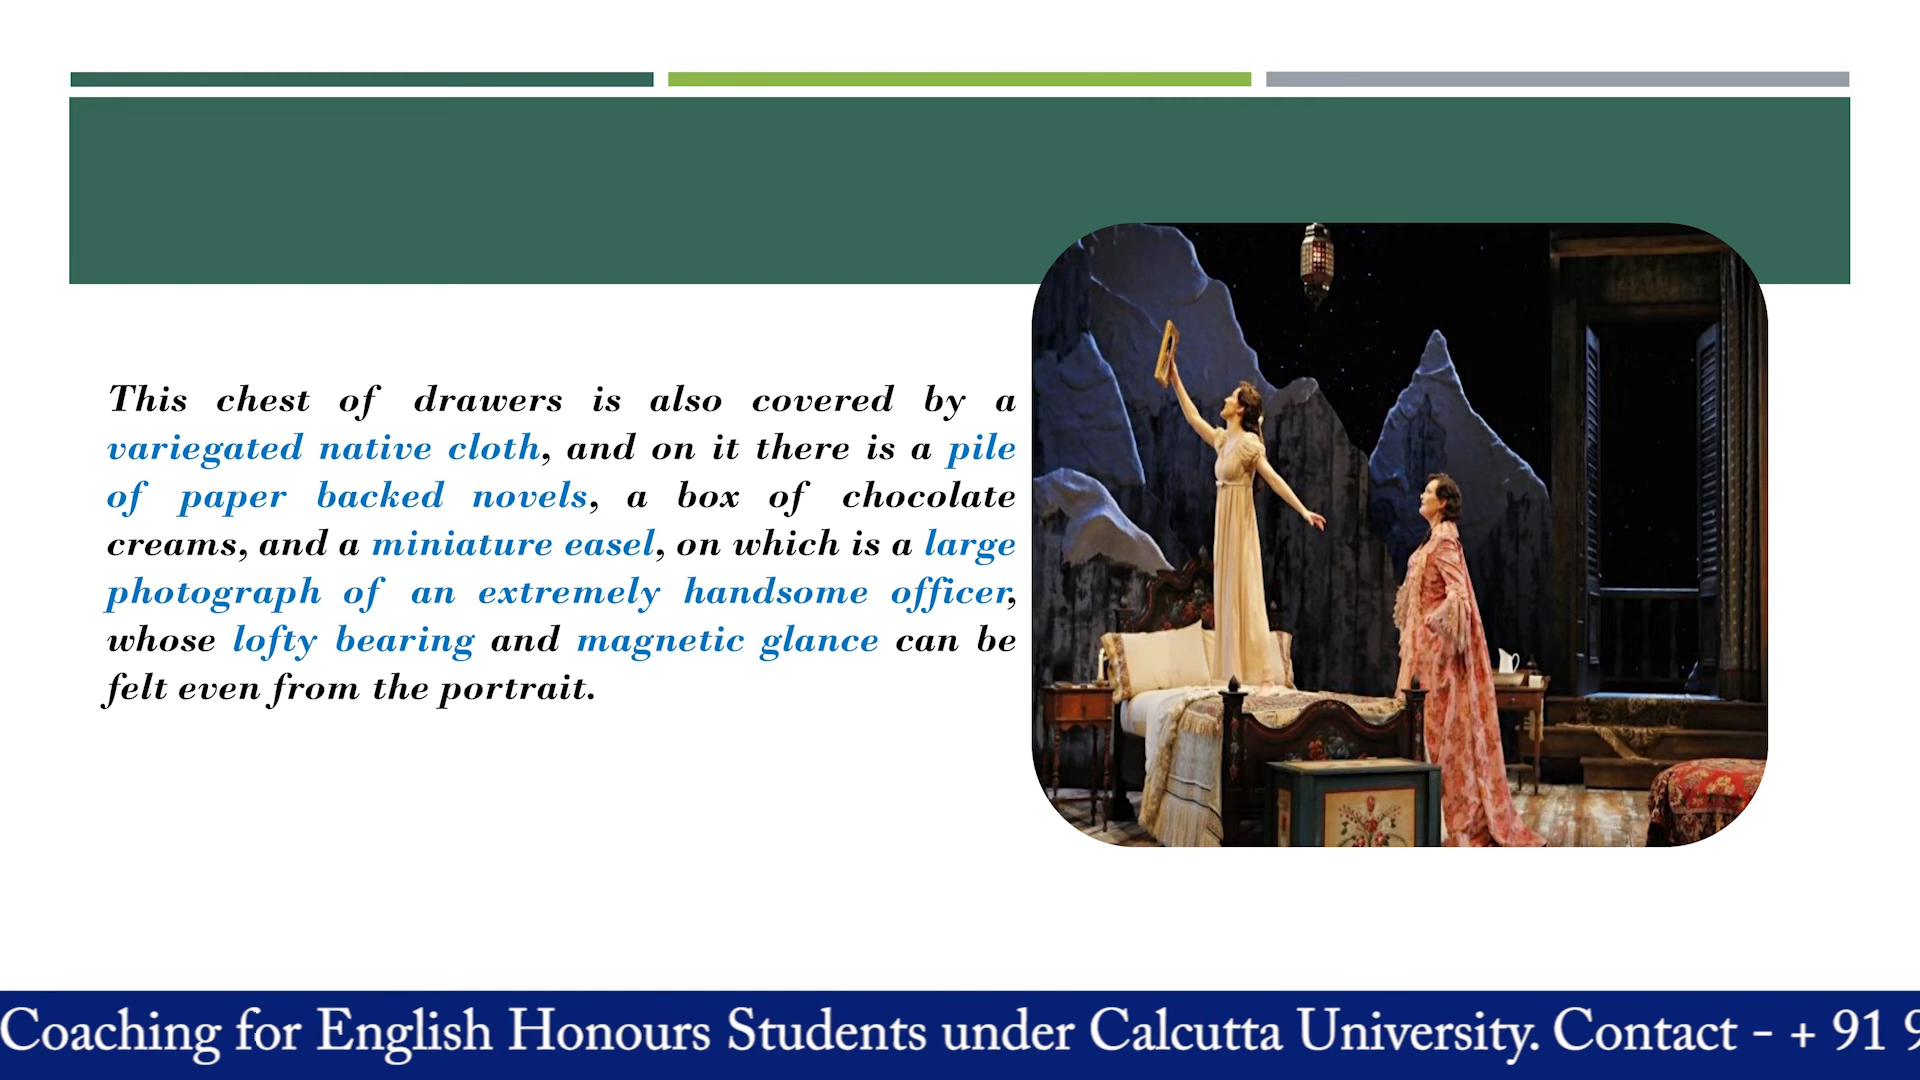 This chest of drawers is also covered by a
variegated native cloth, and on it there is a pile
of paper backed novels, a box of chocolate
creams, and a miniature easel, on which is a large
photograph of an extremely handsome officer,
whose lofty bearing and magnetic glance can be
felt even from the portrait.
Coaching for English Honours Students under Calcutta University. Contact - + 91 9